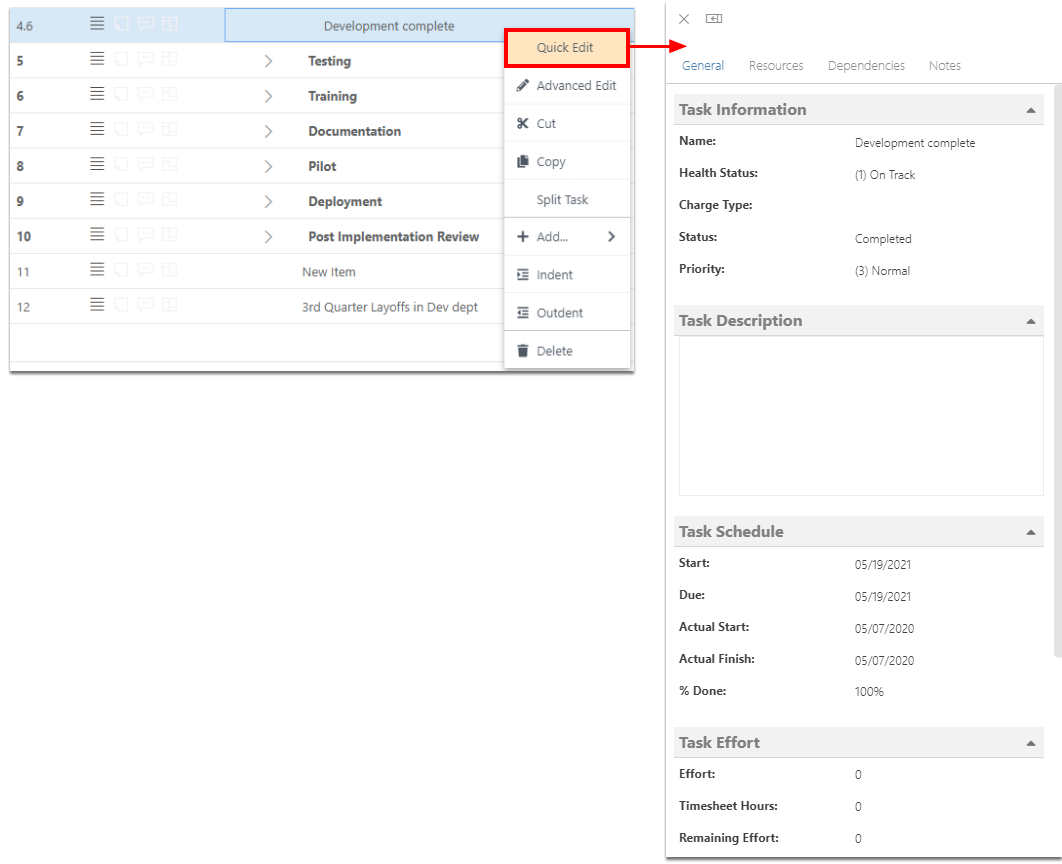 4.6 Development complete
5 Testing
6 Training
7 Documentation
8 Pilot
9 Deployment
10 Post Implementation Review
11 New Item
12 3rd Quarter Layoffs in Dev dept
Quick Edit
Advanced Edit
Cut
Copy
Split Task
Add...
Indent
Outdent
Delete
General Resources Dependencies Notes
Task Information
Name: Development complete
Health Status: (1) On Track
Charge Type:
Status: Completed
Priority: (3) Normal
Task Description
Task Schedule
Start: 05/19/2021
Due: 05/19/2021
Actual Start: 05/07/2020
Actual Finish: 05/07/2020
% Done: 100%
Task Effort
Effort: 0
Timesheet Hours: 0
Remaining Effort: 0